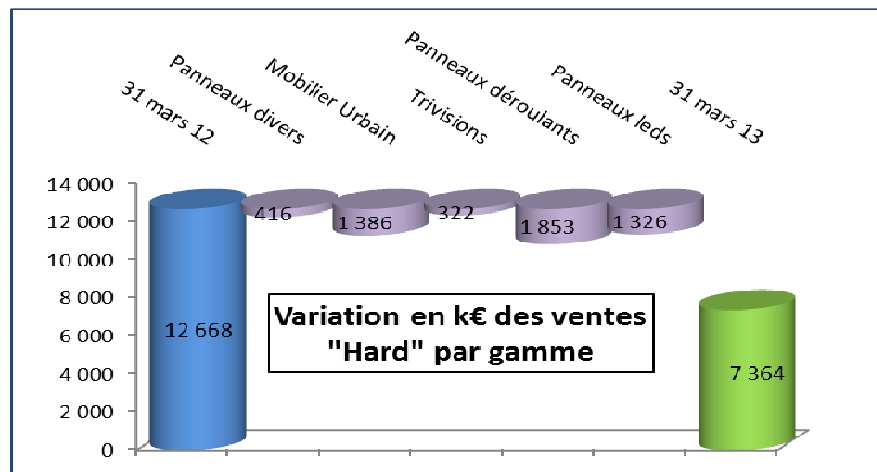 31 mars 12
Panneaux divers
Mobilier Urbain
Trivisions
Panneaux déroulants
Panneaux leds
31 mars 13
14 000
12 000
10 000
8 000
6 000
4 000
2 000
0
12 668
416
1 386
322
1 853
1 326
7 364
Variation en k€ des ventes
"Hard" par gamme